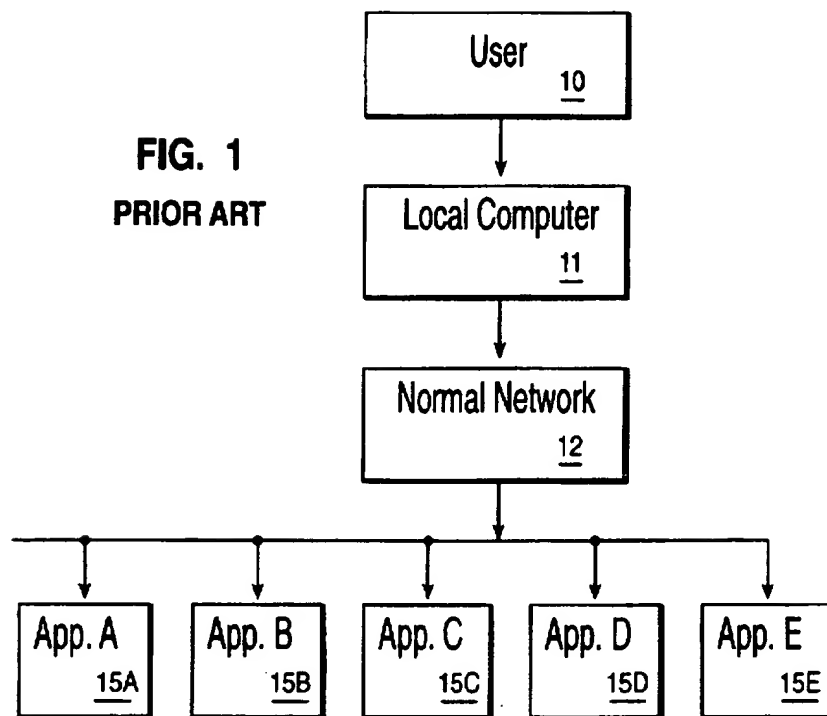 User
10
FIG. 1
PRIOR ART
Local Computer
11
Normal Network
12
App. A
15A
App. B
15B
App. C
15C
App. D
15D
App. E
15E